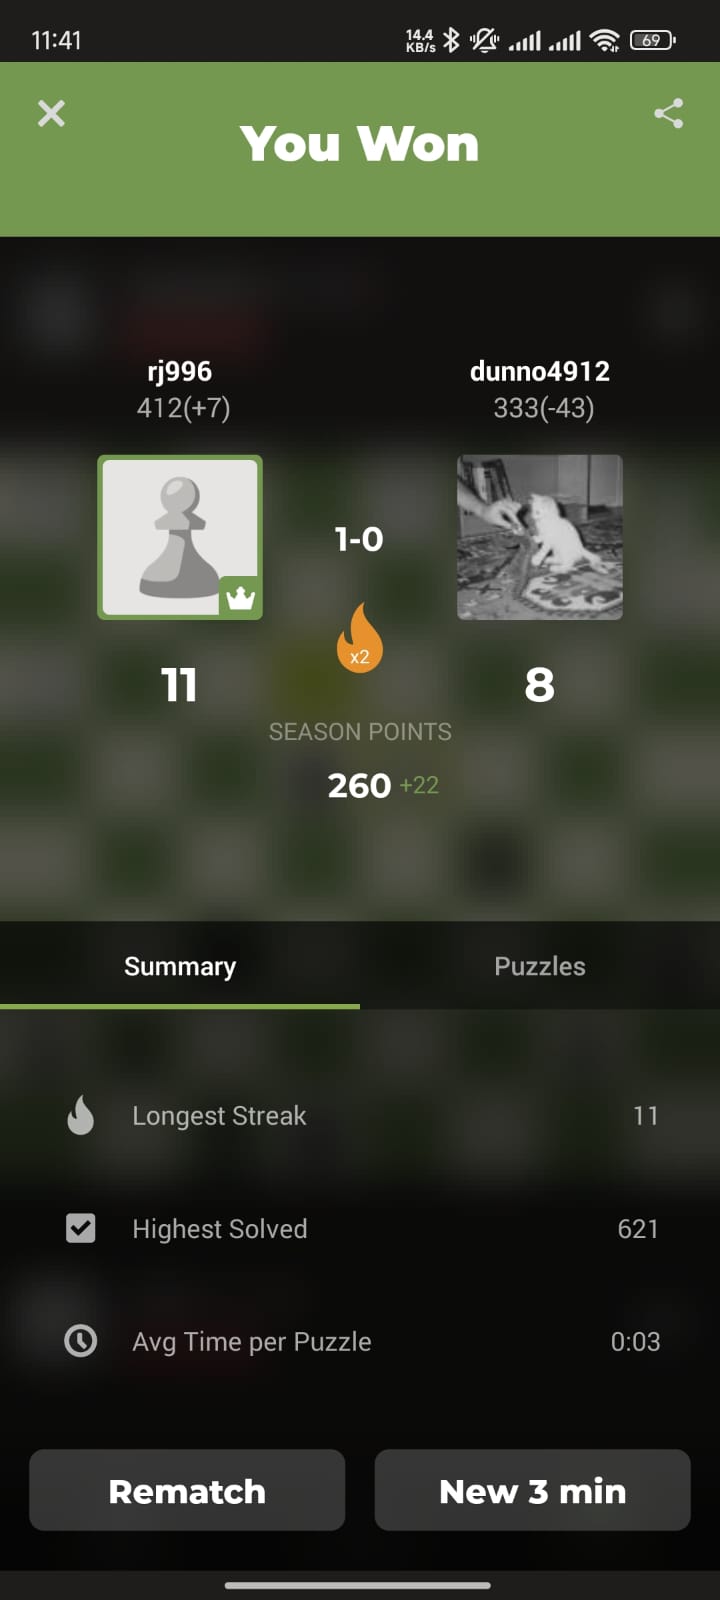 11:41
14.4
KB/s
69
You Won
rj996
dunno4912
412(+7)
333(-43)
1-0
x2
11
8
SEASON POINTS
260 +22
Summary
Puzzles
Longest Streak
11
Highest Solved
621
Avg Time per Puzzle
0:03
Rematch
New 3 min